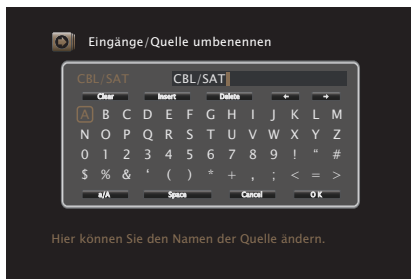 Eingänge/Quelle umbenennen
CBL/SAT CBL/SAT
Clear Insert Delete ← →
A B C D E F G H I J K L M
N O P Q R S T U V W X Y Z
0 1 2 3 4 5 6 7 8 9 ! “ #
$ % & ‘ ( ) * + , ; < = >
a/A Space Cancel OK
Hier können Sie den Namen der Quelle ändern.